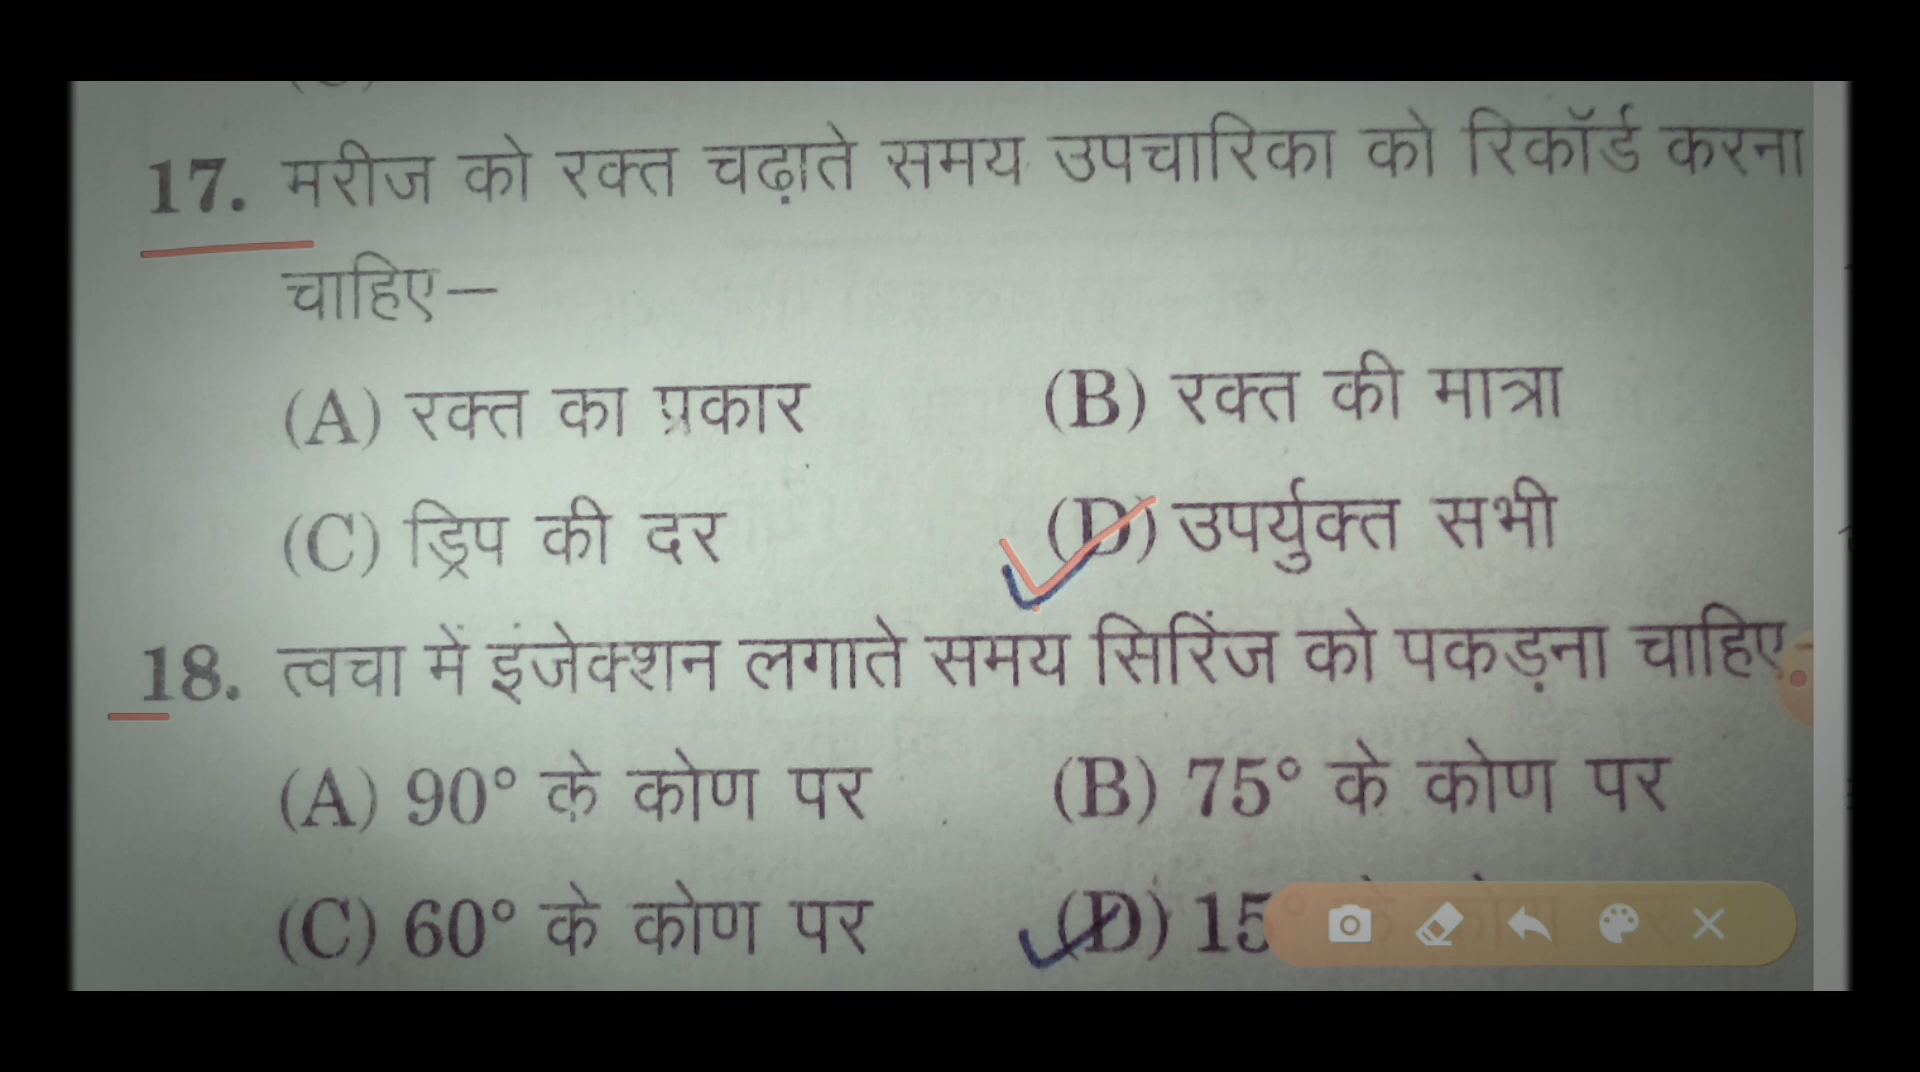 17. मरीज को रक्त चढ़ाते समय उपचारिका को रिकॉर्ड करना
चाहिए–
(A) रक्त का प्रकार (B) रक्त की मात्रा
(C) ड्रिप की दर (D) उपर्युक्त सभी
18. त्वचा में इंजेक्शन लगाते समय सिरिंज को पकड़ना चाहिए-
(A) 90° के कोण पर (B) 75° के कोण पर
(C) 60° के कोण पर (D) 15° के कोण पर